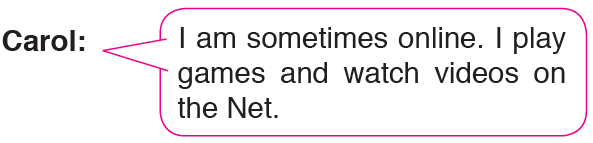 Carol:
I am sometimes online. I play
games and watch videos on
the Net.